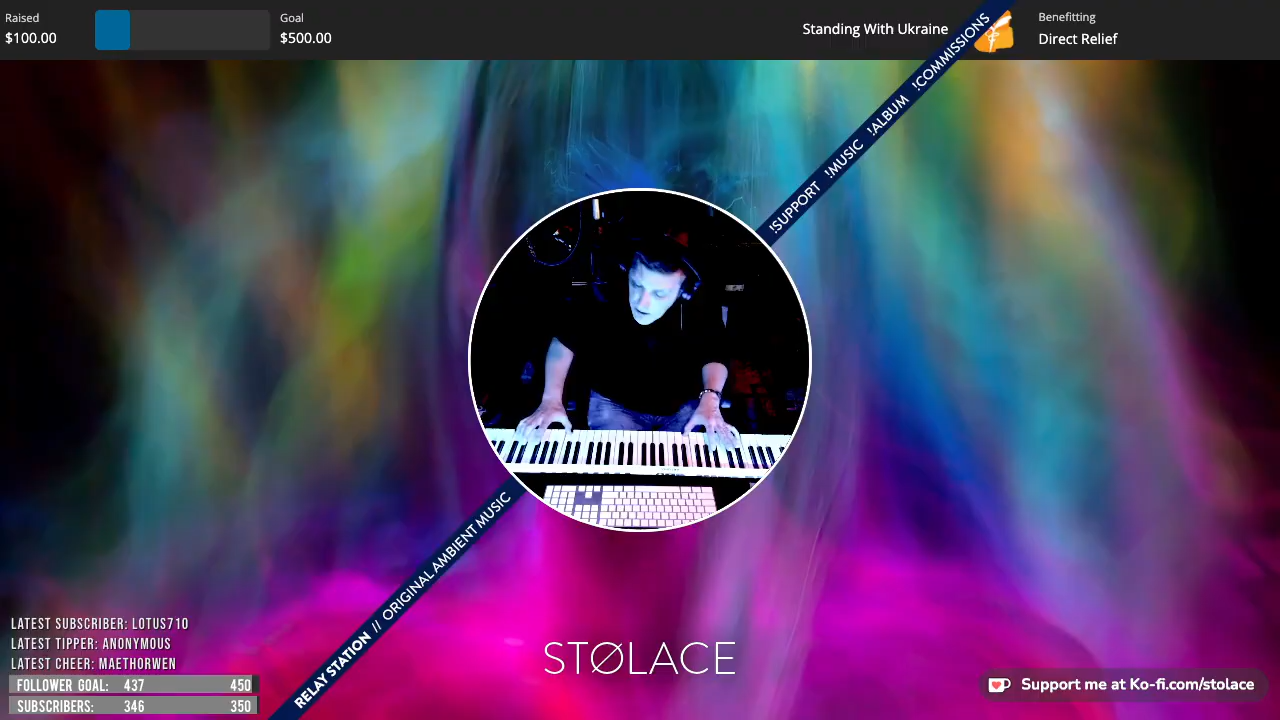 Raised
$100.00
Goal
$500.00
Standing With Ukraine
Benefitting
Direct Relief
!SUPPORT !MUSIC !ALBUM !COMMISSIONS
RELAY STATION // ORIGINAL AMBIENT MUSIC
STØLACE
LATEST SUBSCRIBER: LOTUS710
LATEST TIPPER: ANONYMOUS
LATEST CHEER: MAETHORWEN
FOLLOWER GOAL: 437 450
SUBSCRIBERS: 346 350
Support me at Ko-fi.com/stolace